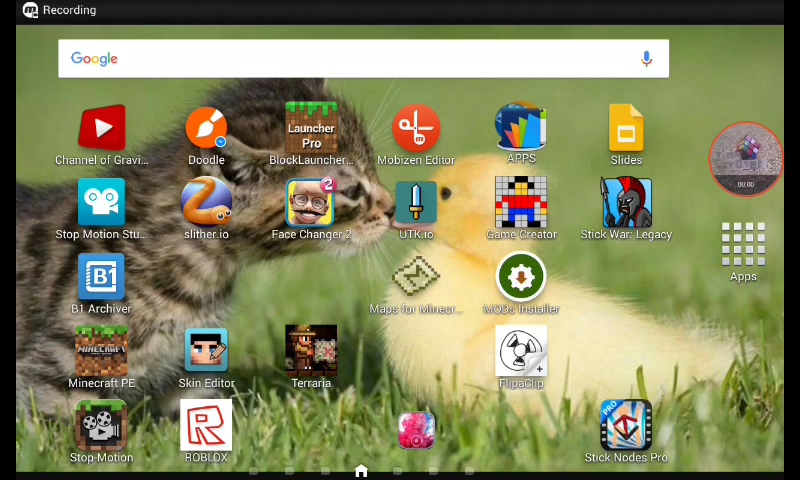 Recording
Google
Launcher
Pro
Channel of Gravi...
Doodle
BlockLauncher...
Mobizen Editor
APPS
Slides
00:00
2
Stop Motion Stu...
slither.io
Face Changer 2
UTK.io
Game Creator
Stick War: Legacy
Apps
B1
B1 Archiver
Maps for Minecr...
MODs Installer
MINECRAFT
Minecraft PE
Skin Editor
Terraria
FlipaClip
PRO
Stop-Motion
ROBLOX
Stick Nodes Pro